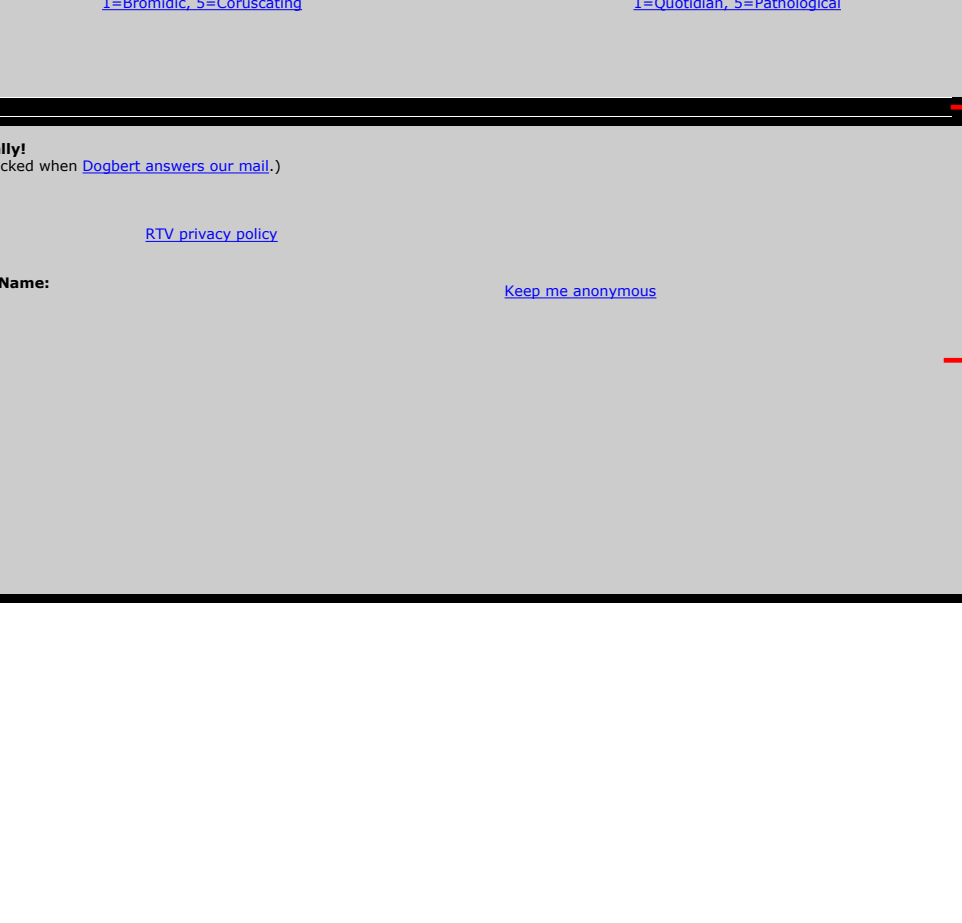 1=Bromidic, 5=Coruscating 1=Quotidian, 5=Pathological
lly!
cked when Dogbert answers our mail.)
RTV privacy policy
Name:
Keep me anonymous